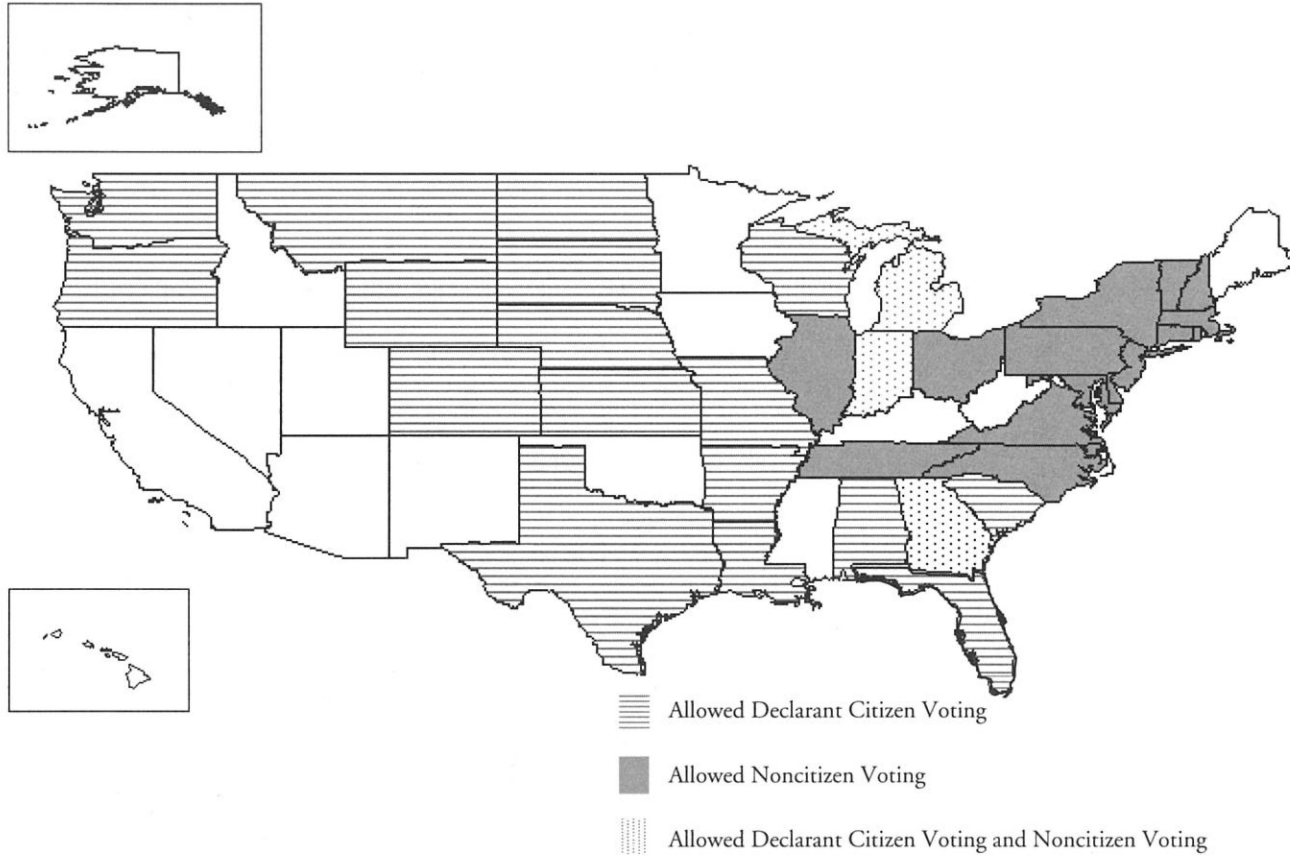 Allowed Declarant Citizen Voting
Allowed Noncitizen Voting
Allowed Declarant Citizen Voting and Noncitizen Voting